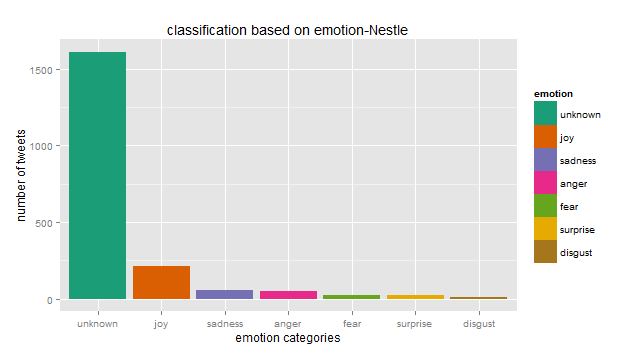 classification based on emotion-Nestle
number of tweets
1500
1000
500
0
unknown joy sadness anger fear surprise disgust
emotion categories
emotion
unknown
joy
sadness
anger
fear
surprise
disgust